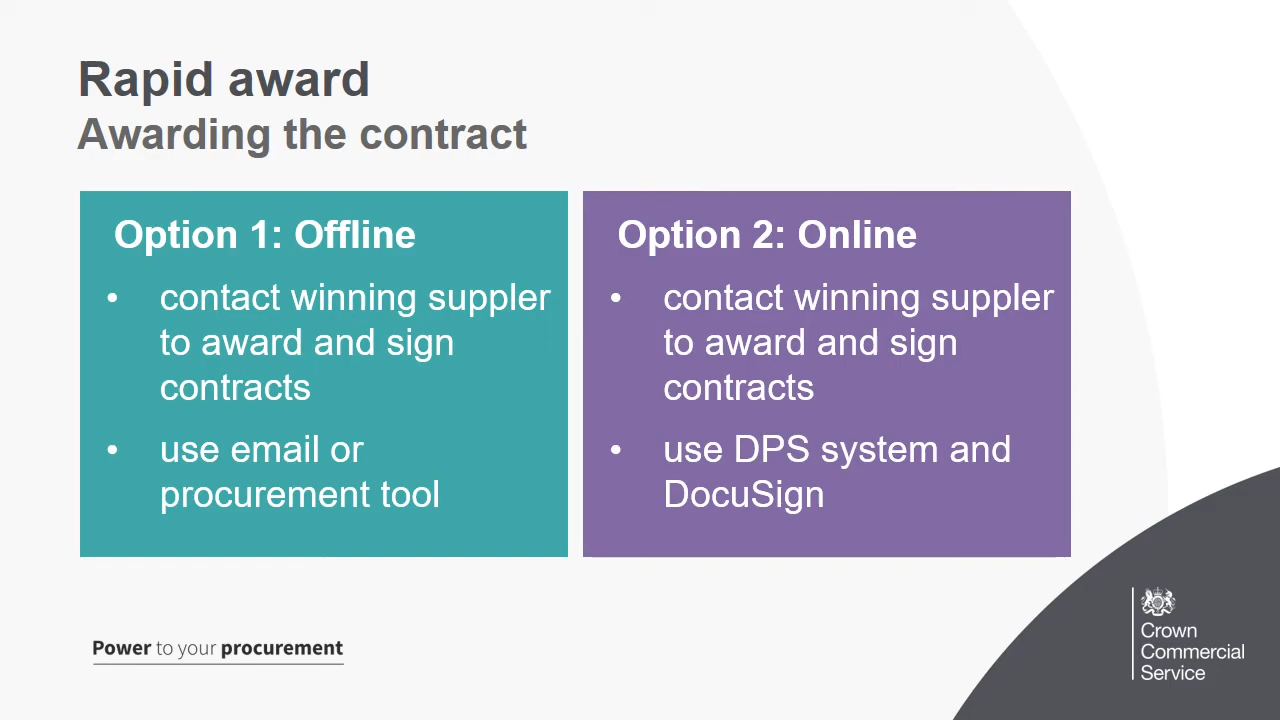 Rapid award
Awarding the contract
Option 1: Offline
• contact winning suppler
to award and sign
contracts
• use email or
procurement tool
Option 2: Online
• contact winning suppler
to award and sign
contracts
• use DPS system and
DocuSign
Power to your procurement
Crown
Commercial
Service